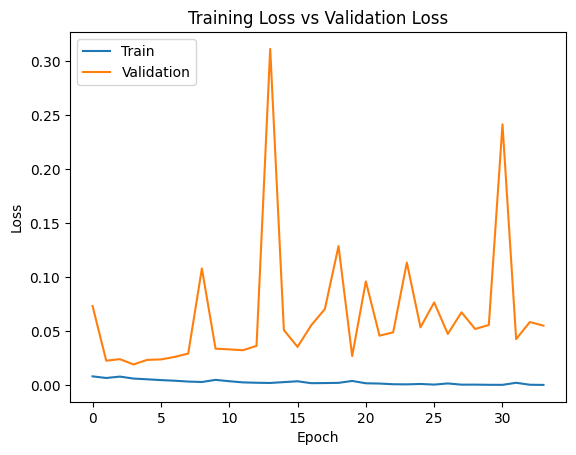 Training Loss vs Validation Loss
Train
Validation
0.30
0.25
0.20
0.15
0.10
0.05
0.00
Loss
0 5 10 15 20 25 30
Epoch